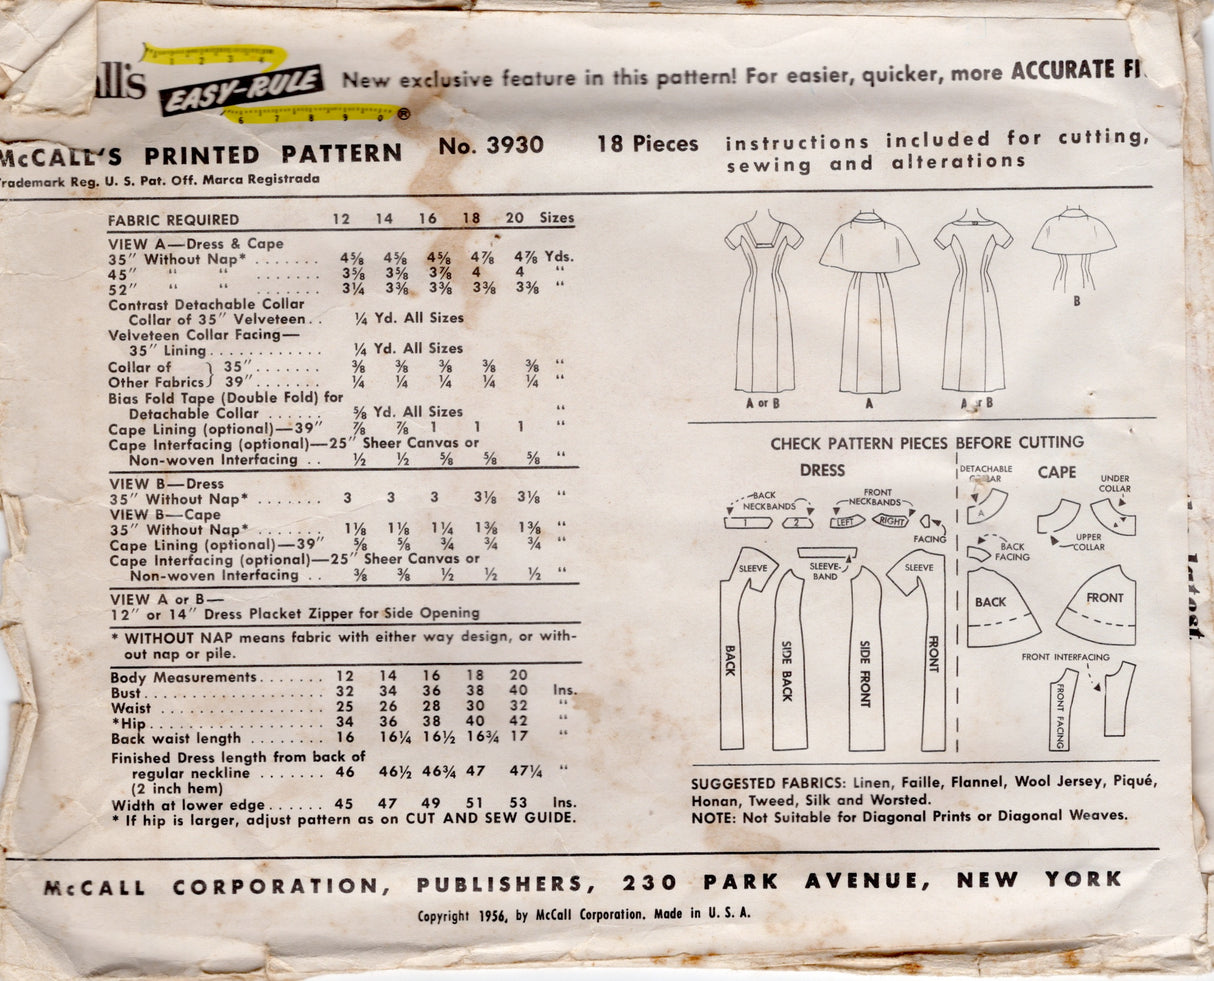 all's
1 2 3 4
EASY-RULE
6 7 8 9 0 ®
New exclusive feature in this pattern! For easier, quicker, more ACCURATE FI
McCALL'S PRINTED PATTERN No. 3930 18 Pieces instructions included for cutting,
sewing and alterations
rademark Reg. U. S. Pat. Off. Marca Registrada
FABRIC REQUIRED 12 14 16 18 20 Sizes
VIEW A—Dress & Cape
35" Without Nap* ....... 4⅝ 4⅝ 4⅝ 4⅞ 4⅞ Yds.
45" " " ....... 3⅝ 3⅝ 3⅞ 4 4 "
52" " " ....... 3¼ 3⅜ 3⅜ 3⅜ 3⅜ "
Contrast Detachable Collar
Collar of 35" Velveteen.. ¼ Yd. All Sizes
Velveteen Collar Facing—
35" Lining............ ¼ Yd. All Sizes
Collar of } 35"....... ⅜ ⅜ ⅜ ⅜ ⅜ "
Other Fabrics } 39"....... ¼ ¼ ¼ ¼ ¼ "
Bias Fold Tape (Double Fold) for
Detachable Collar ...... ⅝ Yd. All Sizes "
Cape Lining (optional)—39" ⅞ ⅞ 1 1 1 "
Cape Interfacing (optional)—25" Sheer Canvas or
Non-woven Interfacing .. ½ ½ ⅝ ⅝ ⅝ "
VIEW B—Dress
35" Without Nap* ....... 3 3 3 3⅛ 3⅛ "
VIEW B—Cape
35" Without Nap* ....... 1⅛ 1⅛ 1¼ 1⅜ 1⅜ "
Cape Lining (optional)—39" ⅝ ⅝ ¾ ¾ ¾ "
Cape Interfacing (optional)—25" Sheer Canvas or
Non-woven Interfacing .. ⅜ ⅜ ½ ½ ½ "
VIEW A or B—
12" or 14" Dress Placket Zipper for Side Opening
* WITHOUT NAP means fabric with either way design, or with-
out nap or pile.
Body Measurements....... 12 14 16 18 20
Bust.................... 32 34 36 38 40 Ins.
Waist .................. 25 26 28 30 32 "
*Hip.................... 34 36 38 40 42 "
Back waist length ........ 16 16¼ 16½ 16¾ 17 "
Finished Dress length from back of
regular neckline ....... 46 46½ 46¾ 47 47¼ "
(2 inch hem)
Width at lower edge...... 45 47 49 51 53 Ins.
* If hip is larger, adjust pattern as on CUT AND SEW GUIDE.
B
A or B A A or B
CHECK PATTERN PIECES BEFORE CUTTING
DRESS
BACK
NECKBANDS
1 2
FRONT
NECKBANDS
LEFT RIGHT
FACING
SLEEVE
SLEEVE-
BAND
SLEEVE
BACK
SIDE BACK
SIDE FRONT
FRONT
DETACHABLE
COLLAR
A
CAPE
UNDER
COLLAR
UPPER
COLLAR
BACK
FACING
BACK
FRONT
FRONT INTERFACING
FRONT FACING
SUGGESTED FABRICS: Linen, Faille, Flannel, Wool Jersey, Piqué,
Honan, Tweed, Silk and Worsted.
NOTE: Not Suitable for Diagonal Prints or Diagonal Weaves.
latest
McCALL CORPORATION, PUBLISHERS, 230 PARK AVENUE, NEW YORK
Copyright 1956, by McCall Corporation. Made in U. S. A.